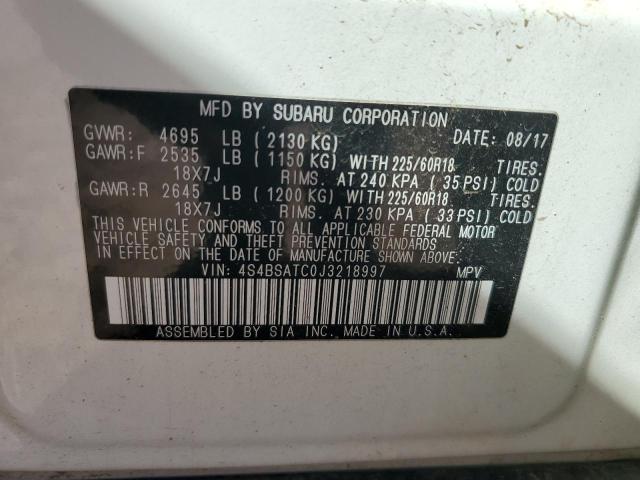 MFD BY SUBARU CORPORATION
GVWR: 4695 LB (2130 KG) DATE: 08/17
GAWR:F 2535 LB (1150 KG) WITH 225/60R18 TIRES.
18X7J RIMS. AT 240 KPA (35 PSI) COLD
GAWR:R 2645 LB (1200 KG) WITH 225/60R18 TIRES.
18X7J RIMS. AT 230 KPA (33 PSI) COLD
THIS VEHICLE CONFORMS TO ALL APPLICABLE FEDERAL MOTOR
VEHICLE SAFETY AND THEFT PREVENTION STANDARDS
IN EFFECT ON THE DATE OF MANUFACTURE SHOWN ABOVE.
VIN: 4S4BSATC0J3218997 MPV
ASSEMBLED BY SIA INC. MADE IN U.S.A.